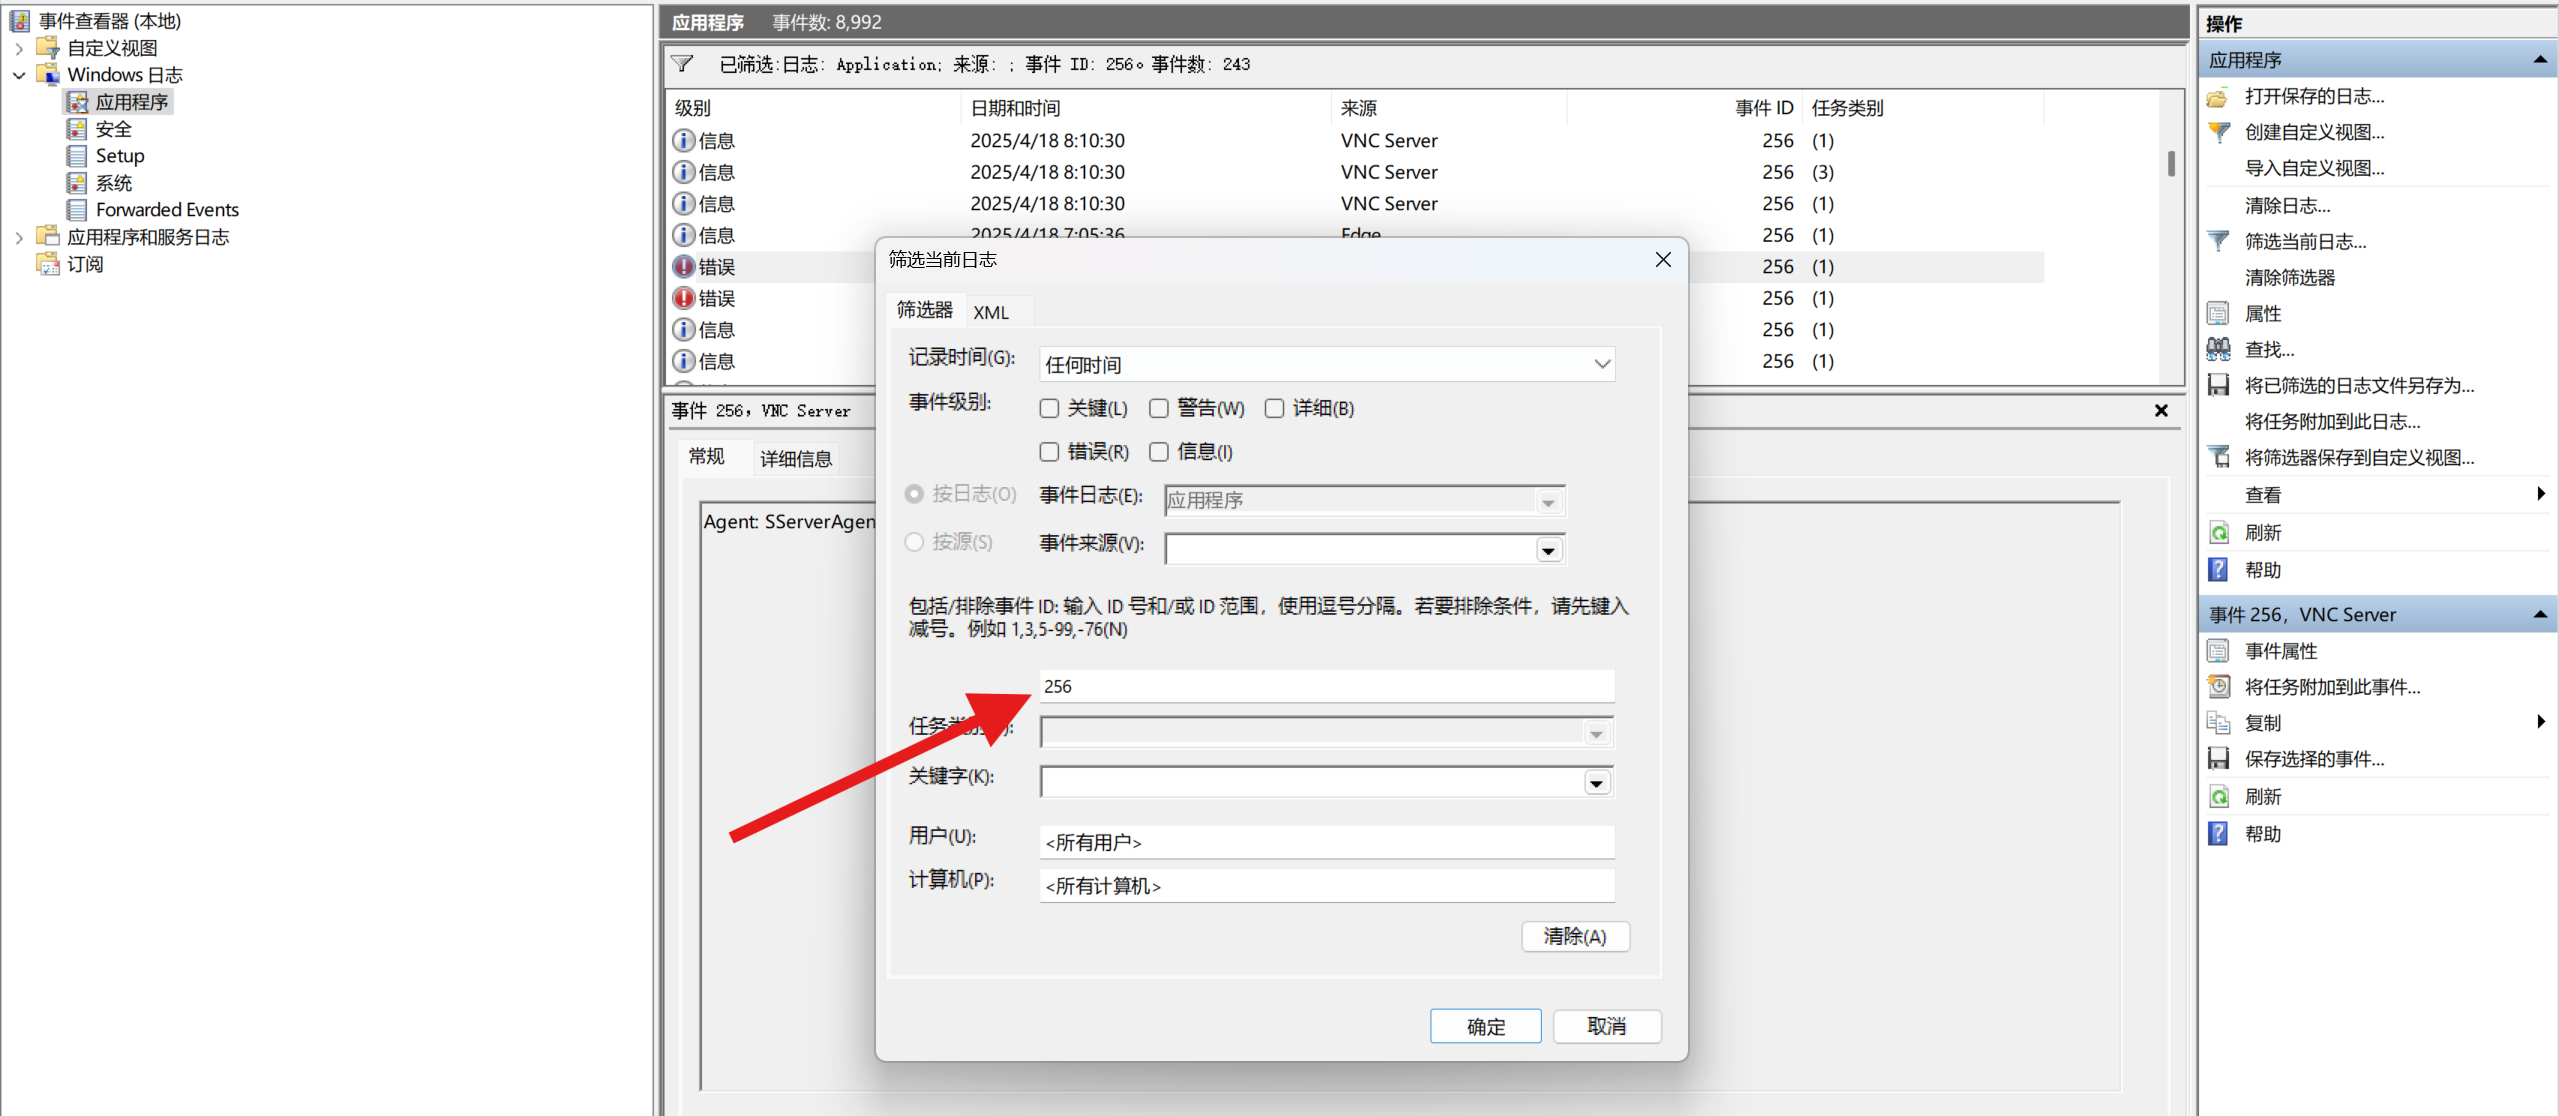 事件查看器 (本地)
自定义视图
Windows 日志
应用程序
安全
Setup
系统
Forwarded Events
应用程序和服务日志
订阅
应用程序 事件数: 8,992
已筛选:日志: Application; 来源: ; 事件 ID: 256。事件数: 243
级别 日期和时间 来源 事件 ID 任务类别
信息 2025/4/18 8:10:30 VNC Server 256 (1)
信息 2025/4/18 8:10:30 VNC Server 256 (3)
信息 2025/4/18 8:10:30 VNC Server 256 (1)
信息 2025/4/18 7:05:36 Edge 256 (1)
错误 256 (1)
错误 256 (1)
信息 256 (1)
信息 256 (1)
事件 256，VNC Server
常规 详细信息
Agent: SServerAgen
筛选当前日志
筛选器 XML
记录时间(G): 任何时间
事件级别: 关键(L) 警告(W) 详细(B)
错误(R) 信息(I)
按日志(O) 事件日志(E): 应用程序
按源(S) 事件来源(V):
包括/排除事件 ID: 输入 ID 号和/或 ID 范围，使用逗号分隔。若要排除条件，请先键入
减号。例如 1,3,5-99,-76(N)
256
任务类
关键字(K):
用户(U): <所有用户>
计算机(P): <所有计算机>
清除(A)
确定 取消
操作
应用程序
打开保存的日志...
创建自定义视图...
导入自定义视图...
清除日志...
筛选当前日志...
清除筛选器
属性
查找...
将已筛选的日志文件另存为...
将任务附加到此日志...
将筛选器保存到自定义视图...
查看
刷新
帮助
事件 256，VNC Server
事件属性
将任务附加到此事件...
复制
保存选择的事件...
刷新
帮助